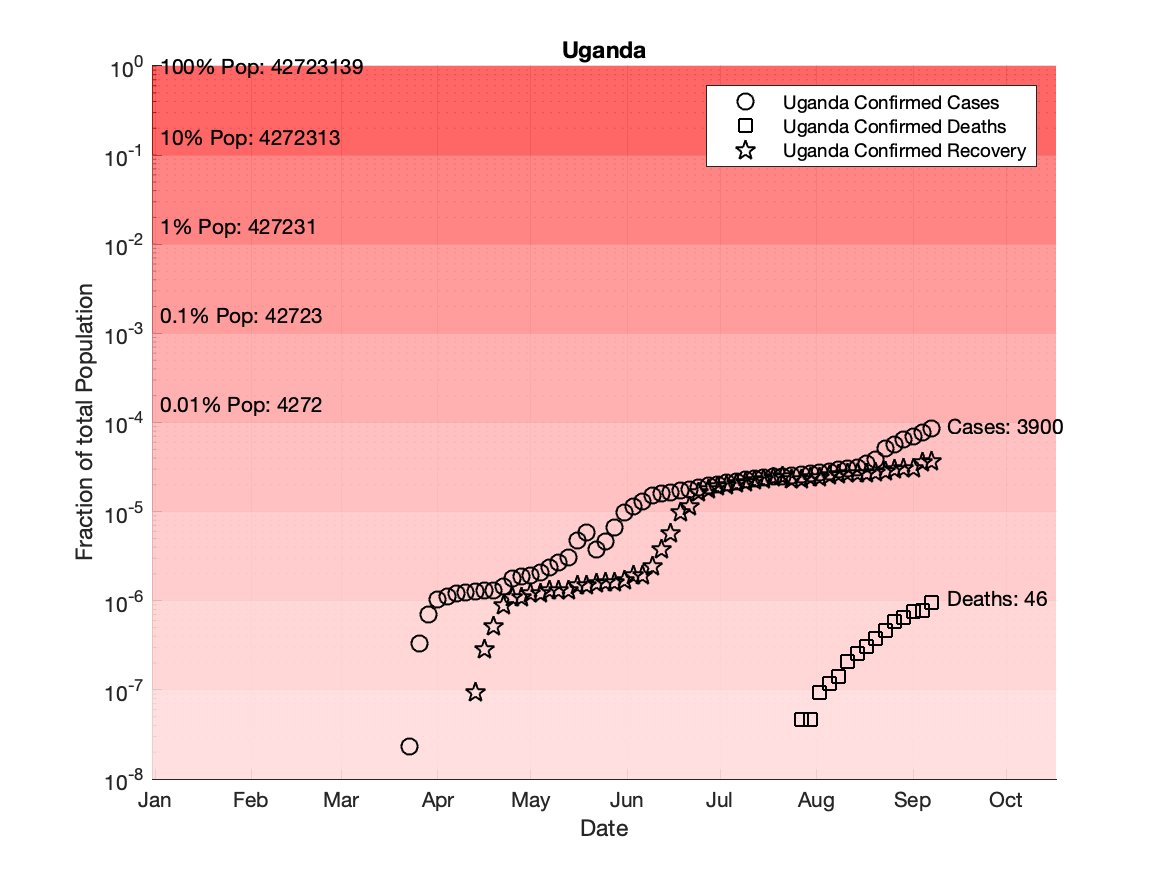 Uganda
10^0
100% Pop: 42723139
Uganda Confirmed Cases
Uganda Confirmed Deaths
Uganda Confirmed Recovery
10% Pop: 4272313
10^-1
1% Pop: 427231
10^-2
0.1% Pop: 42723
10^-3
0.01% Pop: 4272
10^-4
Cases: 3900
10^-5
10^-6
Deaths: 46
10^-7
10^-8
Fraction of total Population
Jan Feb Mar Apr May Jun Jul Aug Sep Oct
Date